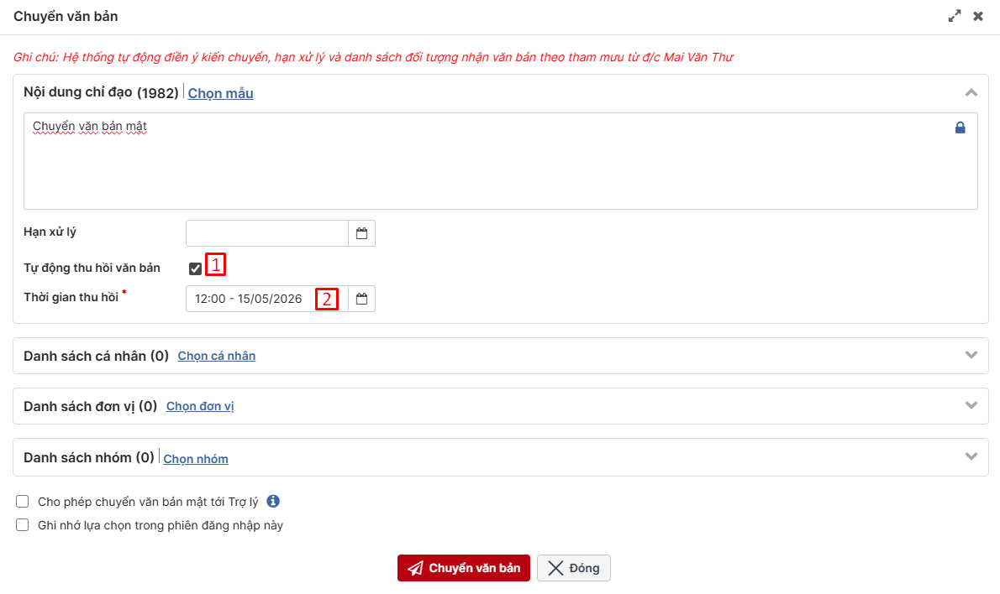 Chuyển văn bản
Ghi chú: Hệ thống tự động điền ý kiến chuyển, hạn xử lý và danh sách đối tượng nhận văn bản theo tham mưu từ đ/c Mai Văn Thư
Nội dung chỉ đạo (1982) Chọn mẫu
Chuyển văn bản mật
Hạn xử lý
Tự động thu hồi văn bản 1
Thời gian thu hồi * 12:00 - 15/05/2026 2
Danh sách cá nhân (0) Chọn cá nhân
Danh sách đơn vị (0) Chọn đơn vị
Danh sách nhóm (0) Chọn nhóm
Cho phép chuyển văn bản mật tới Trợ lý
Ghi nhớ lựa chọn trong phiên đăng nhập này
Chuyển văn bản Đóng